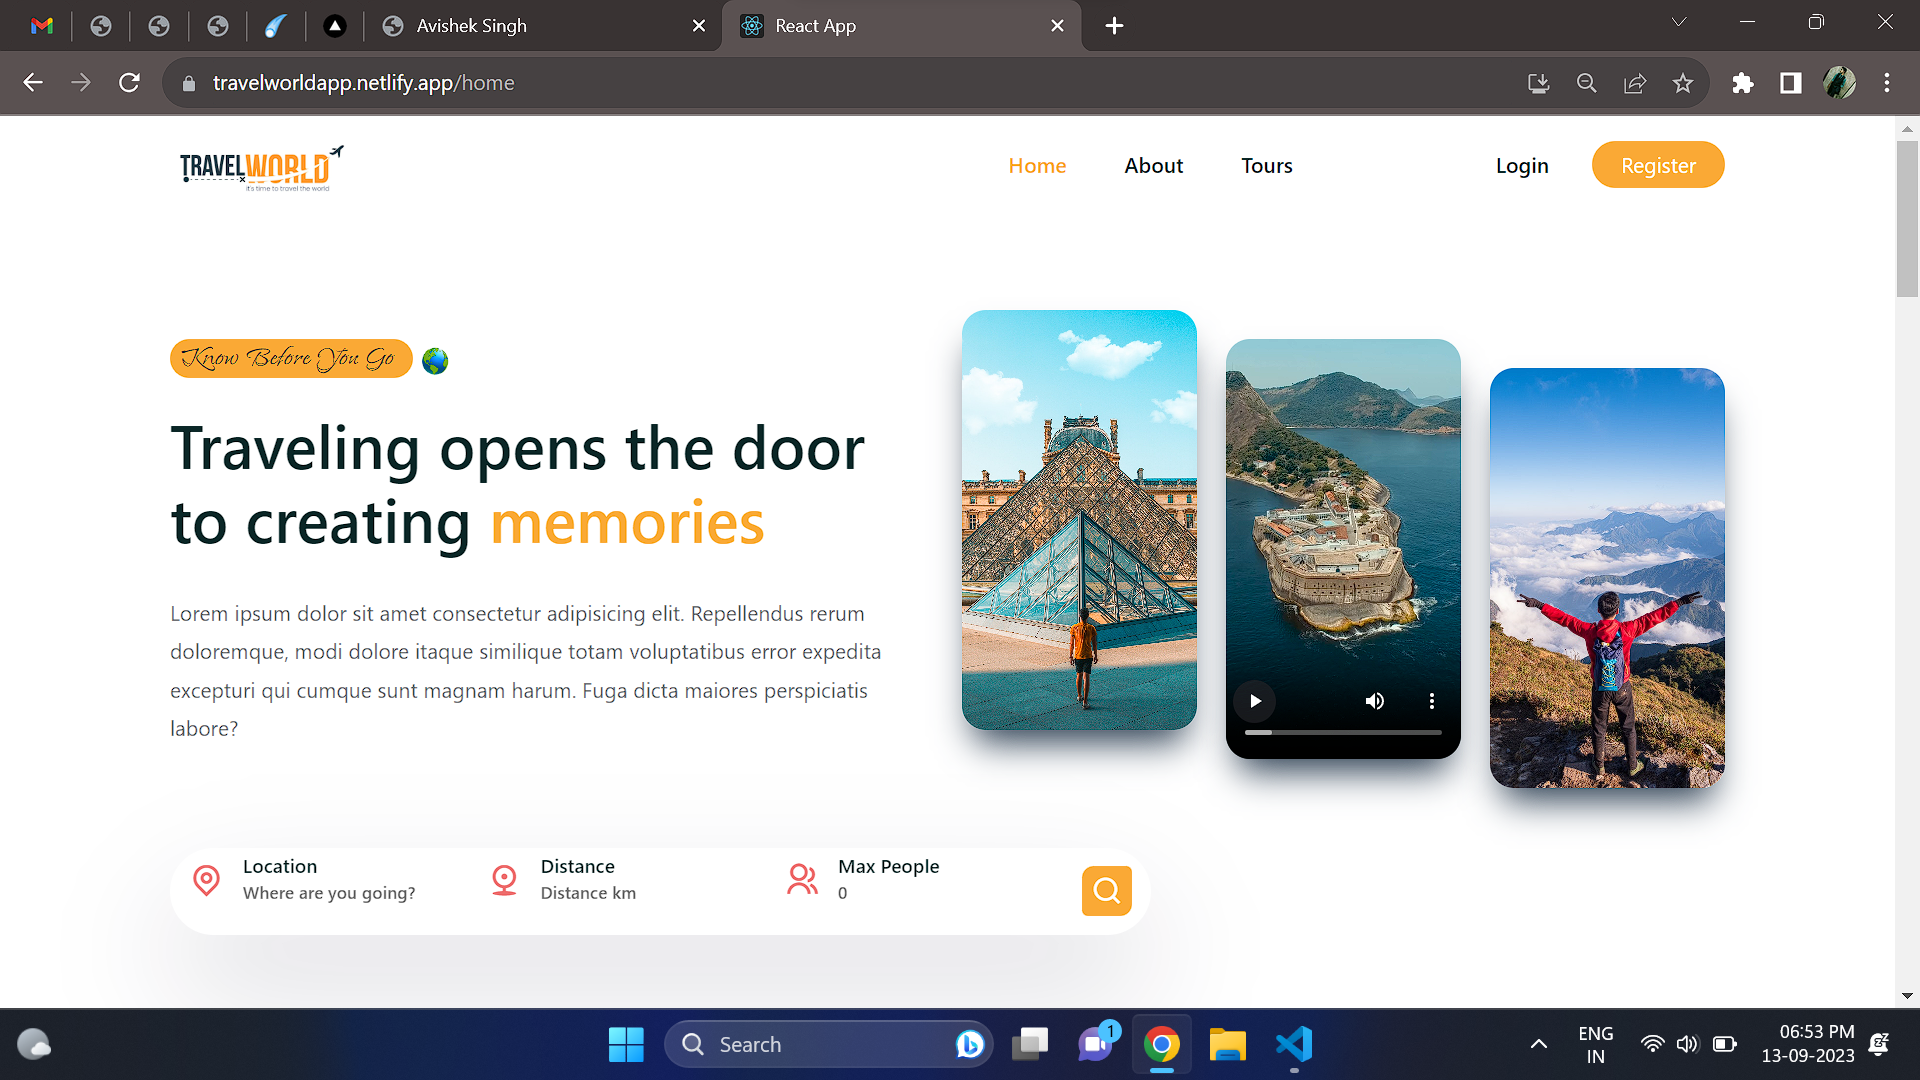 Avishek Singh
React App
travelworldapp.netlify.app/home
TRAVELWORLD
it's time to travel the world
Home
About
Tours
Login
Register
Know Before You Go
Traveling opens the door
to creating memories
Lorem ipsum dolor sit amet consectetur adipisicing elit. Repellendus rerum
doloremque, modi dolore itaque similique totam voluptatibus error expedita
excepturi qui cumque sunt magnam harum. Fuga dicta maiores perspiciatis
labore?
Location
Where are you going?
Distance
Distance km
Max People
0
Search
1
ENG
IN
06:53 PM
13-09-2023